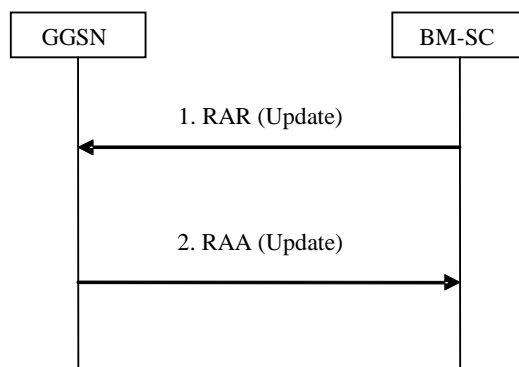 GGSN
BM-SC
1. RAR (Update)
2. RAA (Update)